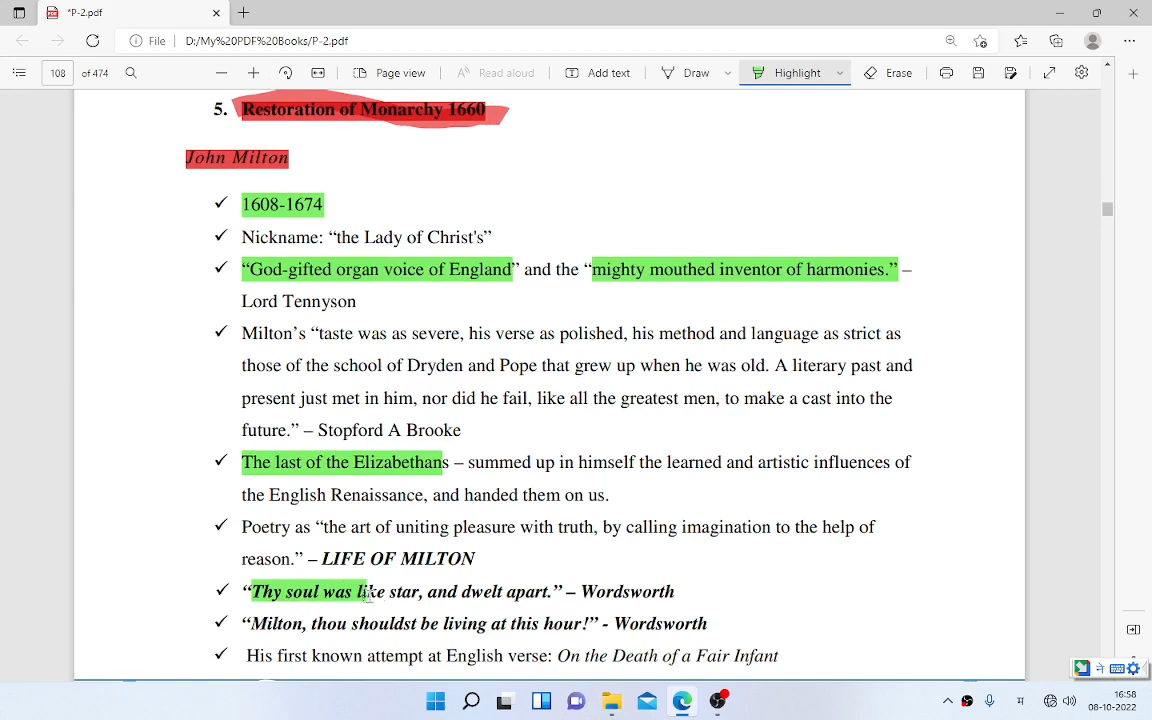 *P-2.pdf
File D:/My%20PDF%20Books/P-2.pdf
108 of 474 Page view Read aloud Add text Draw Highlight Erase
5. Restoration of Monarchy 1660
John Milton
✓ 1608-1674
✓ Nickname: “the Lady of Christ's”
✓ “God-gifted organ voice of England” and the “mighty mouthed inventor of harmonies.” –
Lord Tennyson
✓ Milton’s “taste was as severe, his verse as polished, his method and language as strict as
those of the school of Dryden and Pope that grew up when he was old. A literary past and
present just met in him, nor did he fail, like all the greatest men, to make a cast into the
future.” – Stopford A Brooke
✓ The last of the Elizabethans – summed up in himself the learned and artistic influences of
the English Renaissance, and handed them on us.
✓ Poetry as “the art of uniting pleasure with truth, by calling imagination to the help of
reason.” – LIFE OF MILTON
✓ “Thy soul was like star, and dwelt apart.” – Wordsworth
✓ “Milton, thou shouldst be living at this hour!” - Wordsworth
✓ His first known attempt at English verse: On the Death of a Fair Infant
16:58
08-10-2022